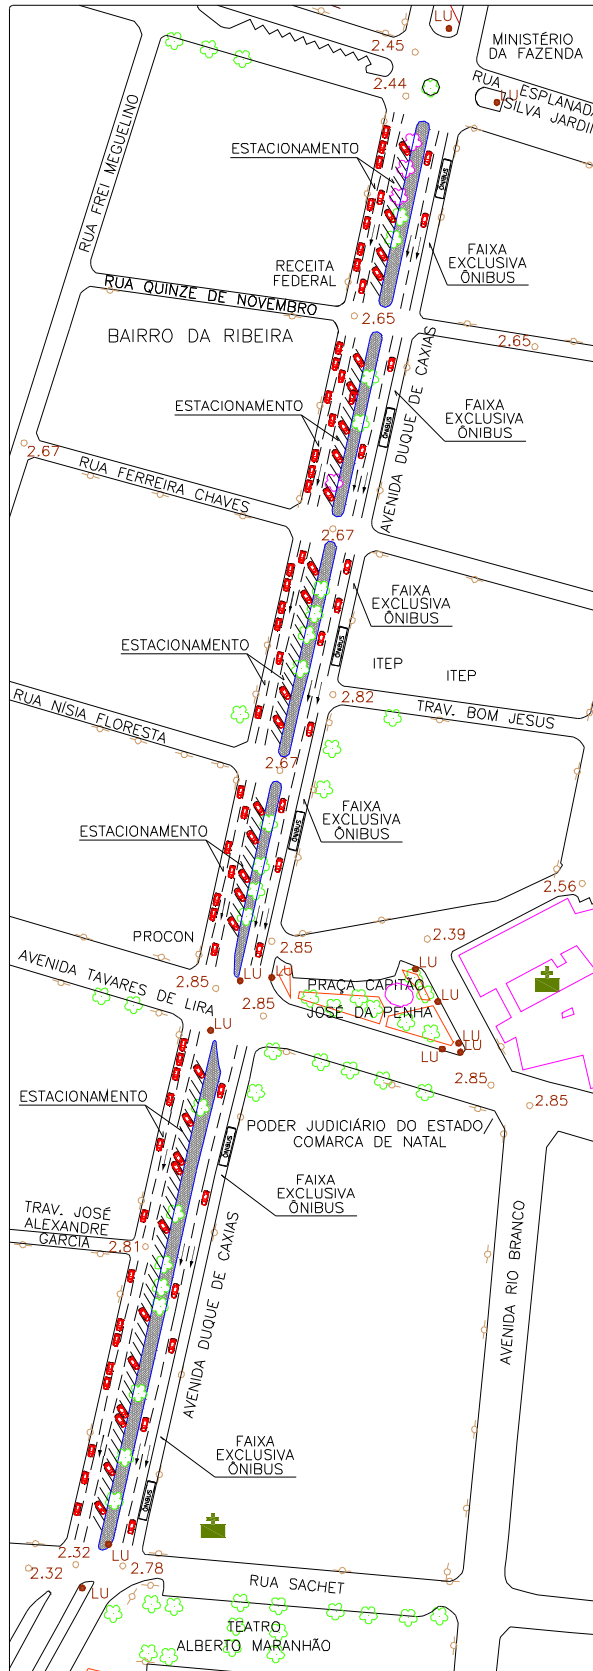 LU
2.45
MINISTÉRIO
DA FAZENDA
2.44
RUA
ESPLANADA
SILVA JARDI
LU
RUA FREI MEGUELINO
ESTACIONAMENTO
ÔNIBUS
RECEITA
FEDERAL
FAIXA
EXCLUSIVA
ÔNIBUS
RUA QUINZE DE NOVEMBRO
2.65
BAIRRO DA RIBEIRA
2.65
AVENIDA DUQUE DE CAXIAS
ESTACIONAMENTO
FAIXA
EXCLUSIVA
ÔNIBUS
ÔNIBUS
2.67
RUA FERREIRA CHAVES
2.67
FAIXA
EXCLUSIVA
ÔNIBUS
ESTACIONAMENTO
ÔNIBUS
ITEP
ITEP
2.82
RUA NÍSIA FLORESTA
TRAV. BOM JESUS
2.67
FAIXA
EXCLUSIVA
ÔNIBUS
ESTACIONAMENTO
ÔNIBUS
2.56
PROCON
2.85
2.39
AVENIDA TAVARES DE LIRA
2.85
LU
LU
PRAÇA CAPITÃO
JOSÉ DA PENHA
2.85
LU
LU
LU
LU
LU
2.85
2.85
ESTACIONAMENTO
PODER JUDICIÁRIO DO ESTADO/
COMARCA DE NATAL
ÔNIBUS
FAIXA
EXCLUSIVA
ÔNIBUS
TRAV. JOSÉ
ALEXANDRE
GARCIA
2.81
AVENIDA DUQUE DE CAXIAS
AVENIDA RIO BRANCO
FAIXA
EXCLUSIVA
ÔNIBUS
ÔNIBUS
LU
2.32
2.32
2.78
LU
RUA SACHET
TEATRO
ALBERTO MARANHÃO